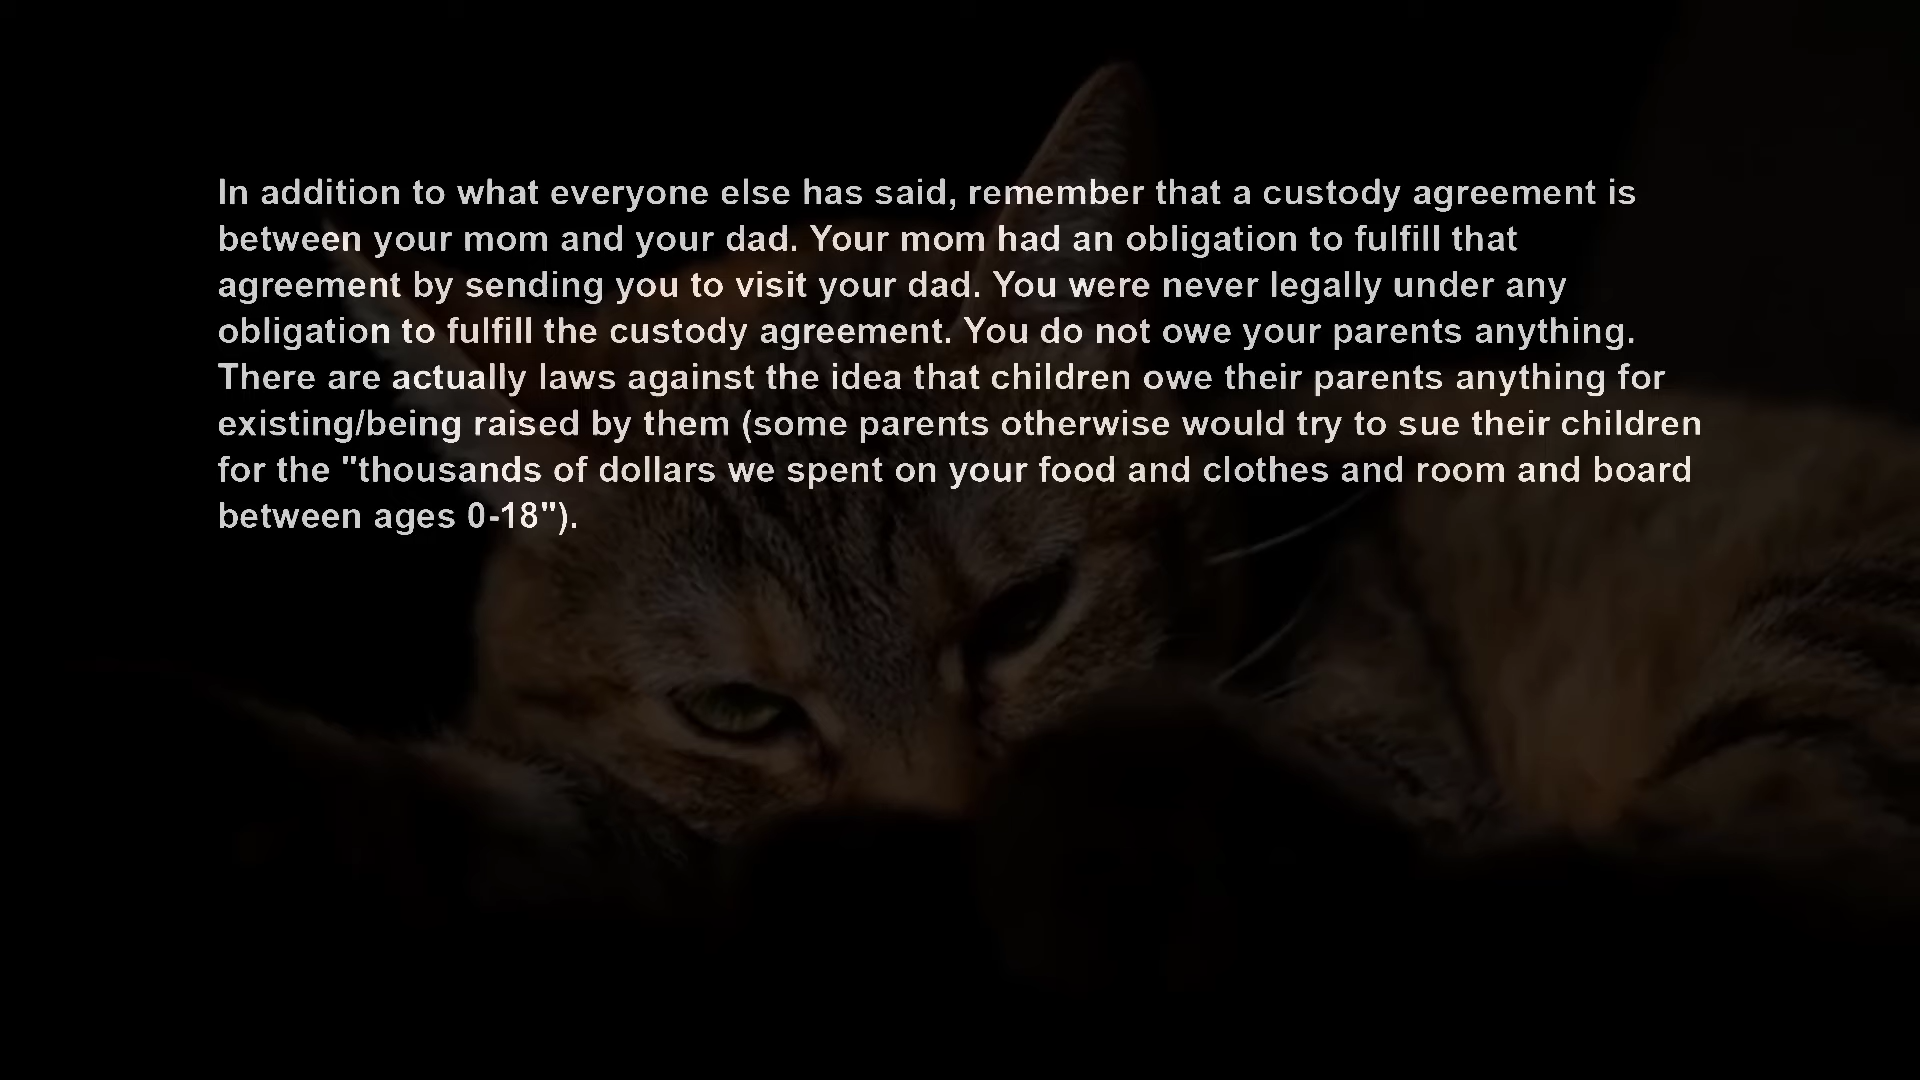 In addition to what everyone else has said, remember that a custody agreement is
between your mom and your dad. Your mom had an obligation to fulfill that
agreement by sending you to visit your dad. You were never legally under any
obligation to fulfill the custody agreement. You do not owe your parents anything.
There are actually laws against the idea that children owe their parents anything for
existing/being raised by them (some parents otherwise would try to sue their children
for the "thousands of dollars we spent on your food and clothes and room and board
between ages 0-18").